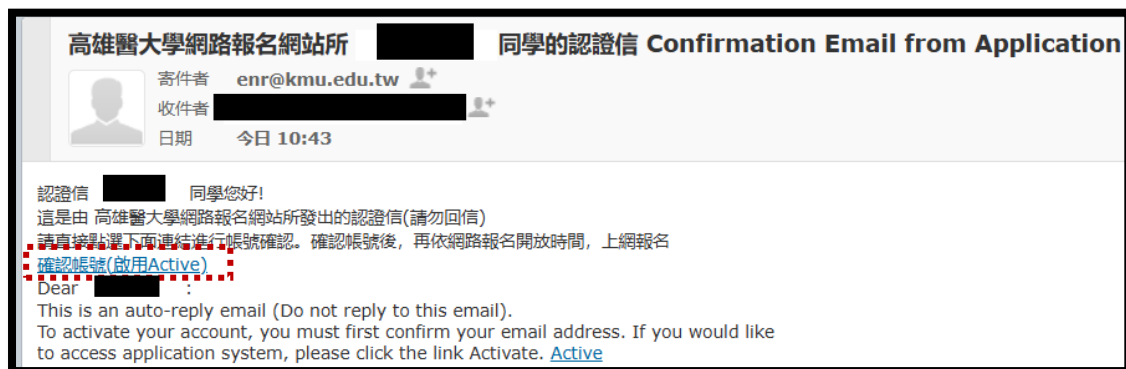 高雄醫大學網路報名網站所 同學的認證信 Confirmation Email from Application
寄件者 enr@kmu.edu.tw
收件者
日期 今日 10:43
認證信 同學您好!
這是由 高雄醫大學網路報名網站所發出的認證信(請勿回信)
請直接點選下面連結進行帳號確認。確認帳號後，再依網路報名開放時間，上網報名
確認帳號(啟用Active)
Dear :
This is an auto-reply email (Do not reply to this email).
To activate your account, you must first confirm your email address. If you would like
to access application system, please click the link Activate. Active